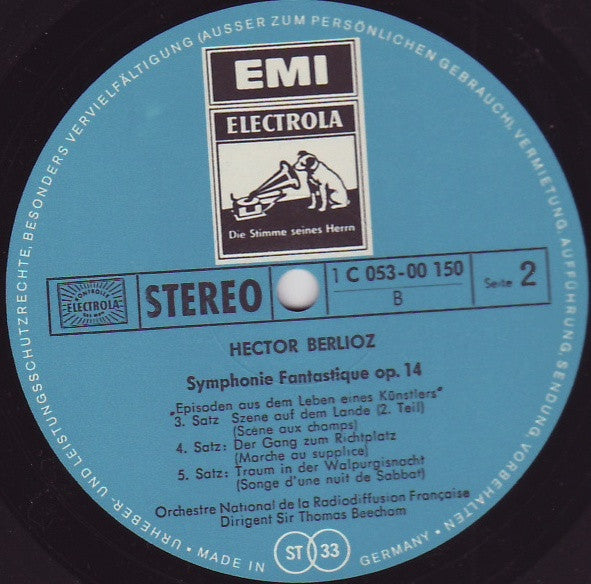 URHEBER- UND LEISTUNGSSCHUTZRECHTE, BESONDERS VERVIELFÄLTIGUNG (AUSSER ZUM PERSÖNLICHEN GEBRAUCH), VERMIETUNG, AUFFÜHRUNG, SENDUNG, VORBEHALTEN
EMI
ELECTROLA
Die Stimme seines Herrn
ELECTROLA
STEREO
1 C 053-00 150
B
Seite 2
HECTOR BERLIOZ
Symphonie Fantastique op. 14
„Episoden aus dem Leben eines Künstlers"
3. Satz Szene auf dem Lande (2. Teil)
(Scene aux champs)
4. Satz: Der Gang zum Richtplatz
(Marche au supplice)
5. Satz: Traum in der Walpurgisnacht
(Songe d'une nuit de Sabbat)
Orchestre National de la Radiodiffusion Française
Dirigent Sir Thomas Beecham
• MADE IN GERMANY •
ST 33